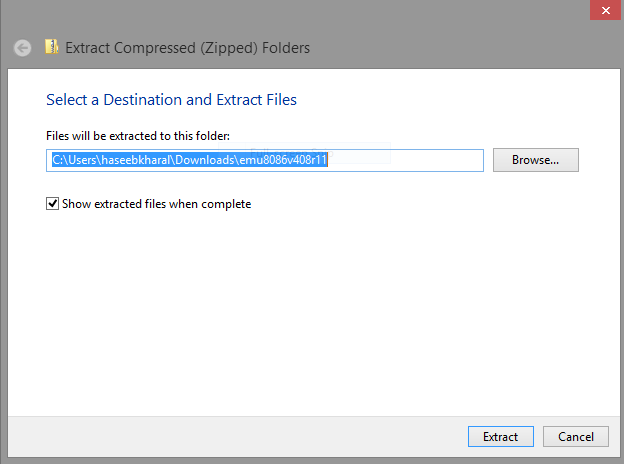 Extract Compressed (Zipped) Folders
Select a Destination and Extract Files
Files will be extracted to this folder:
C:\Users\haseebkharal\Downloads\emu8086v408r11
Browse...
Show extracted files when complete
Extract
Cancel